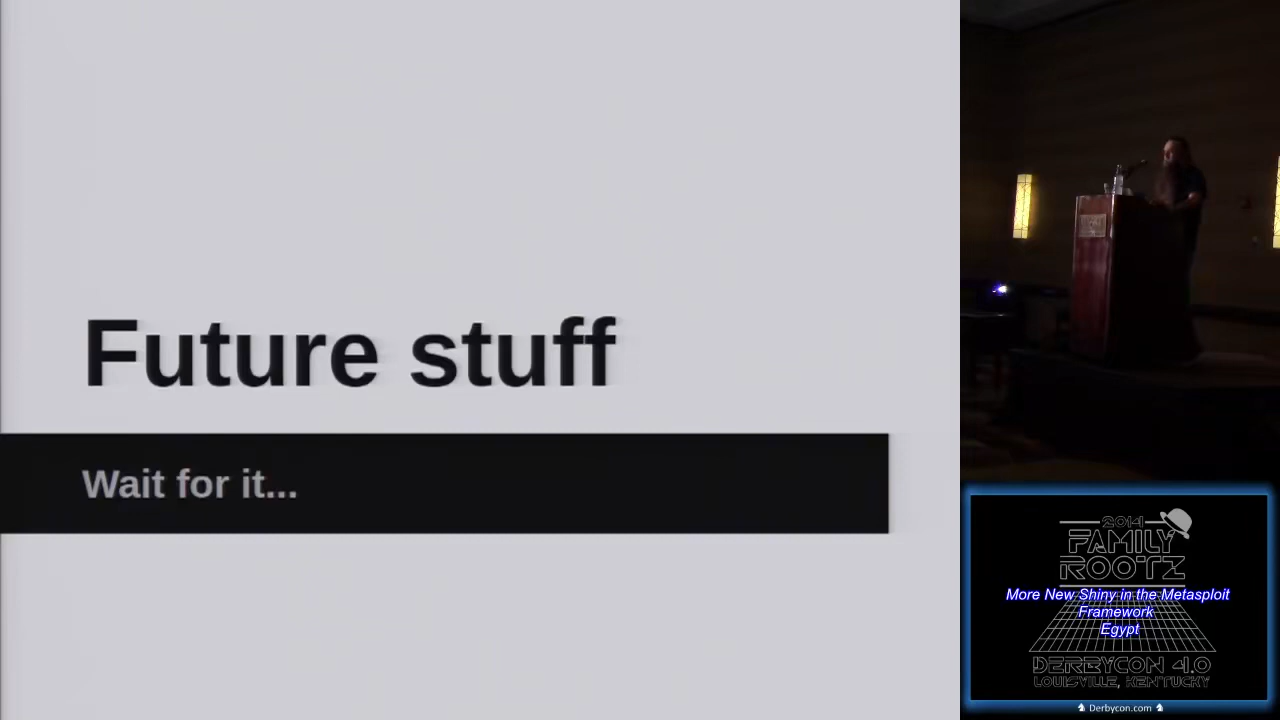 Future stuff
Wait for it...
2014
FAMILY
ROOTZ
More New Shiny in the Metasploit
Framework
Egypt
DERBYCON 4.0
LOUISVILLE, KENTUCKY
Derbycon.com